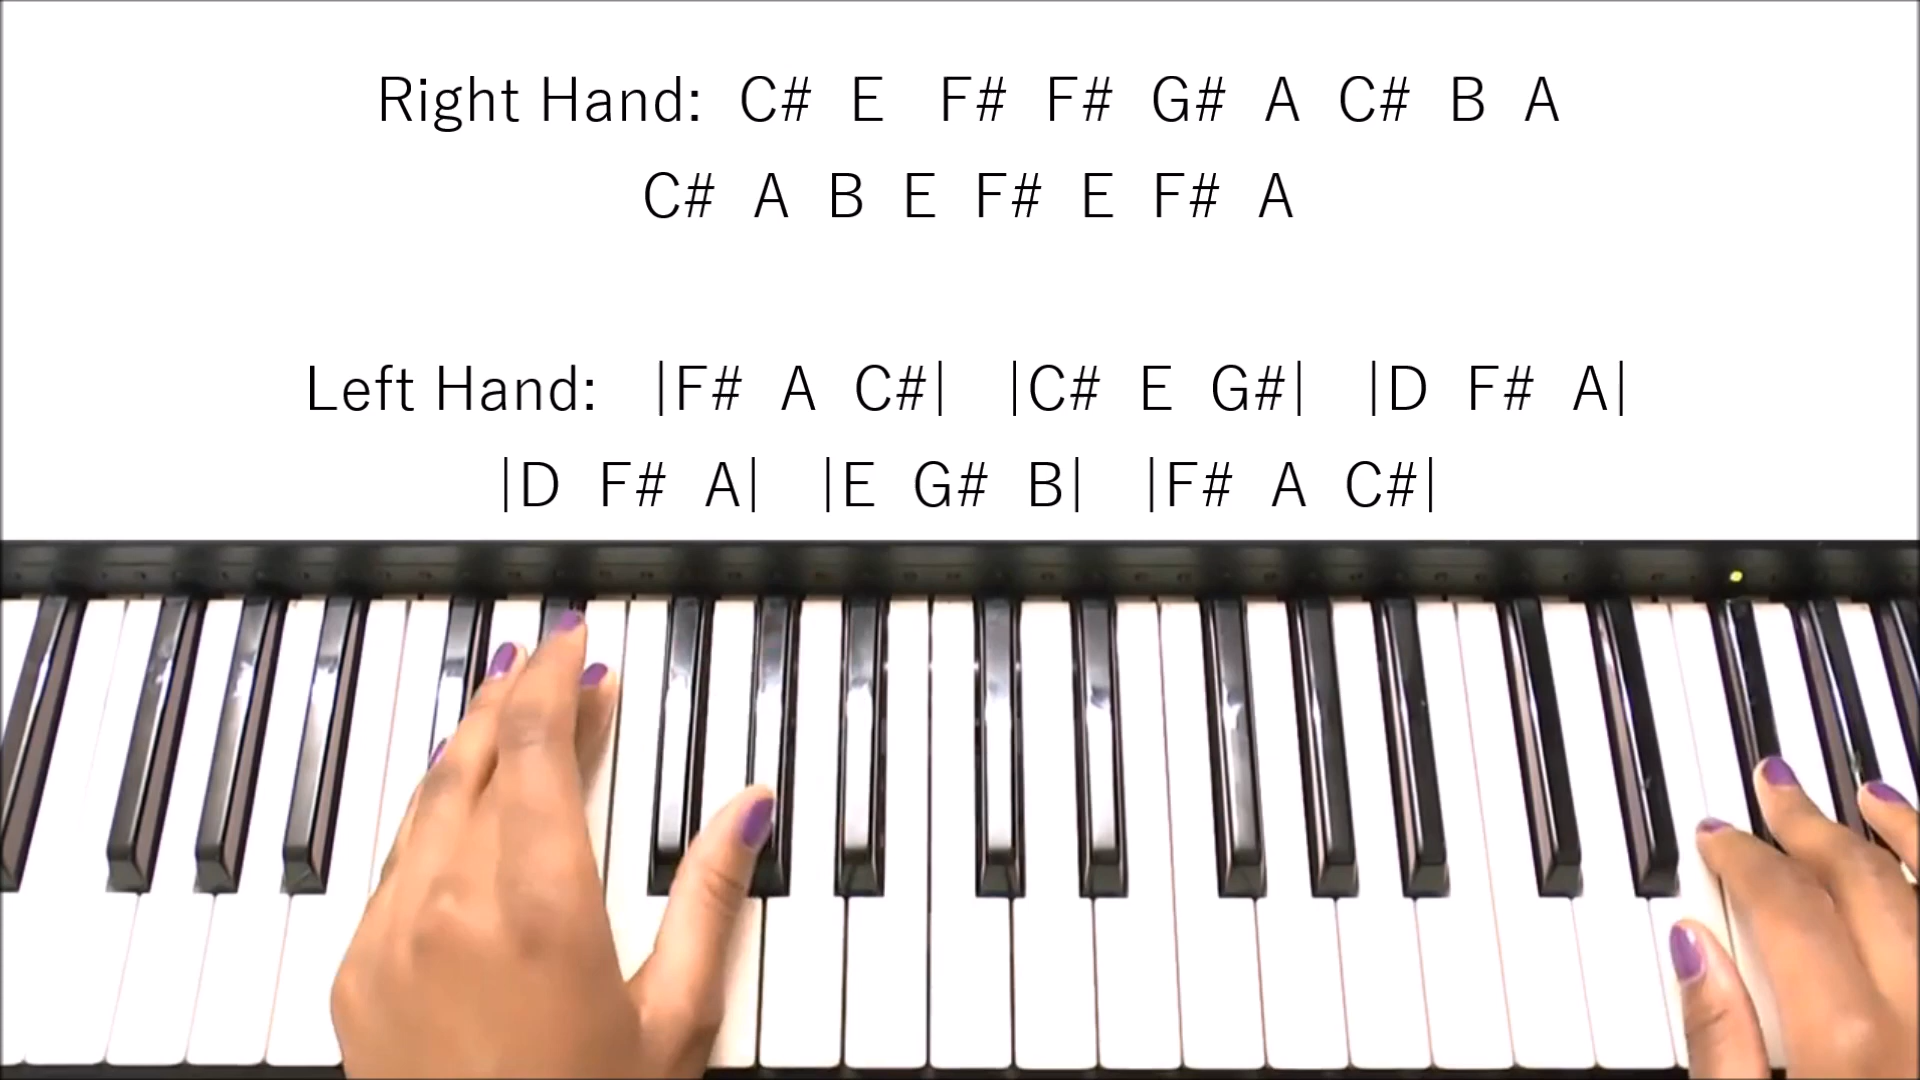 Right Hand: C# E F# F# G# A C# B A
C# A B E F# E F# A
Left Hand: |F# A C#| |C# E G#| |D F# A|
|D F# A| |E G# B| |F# A C#|